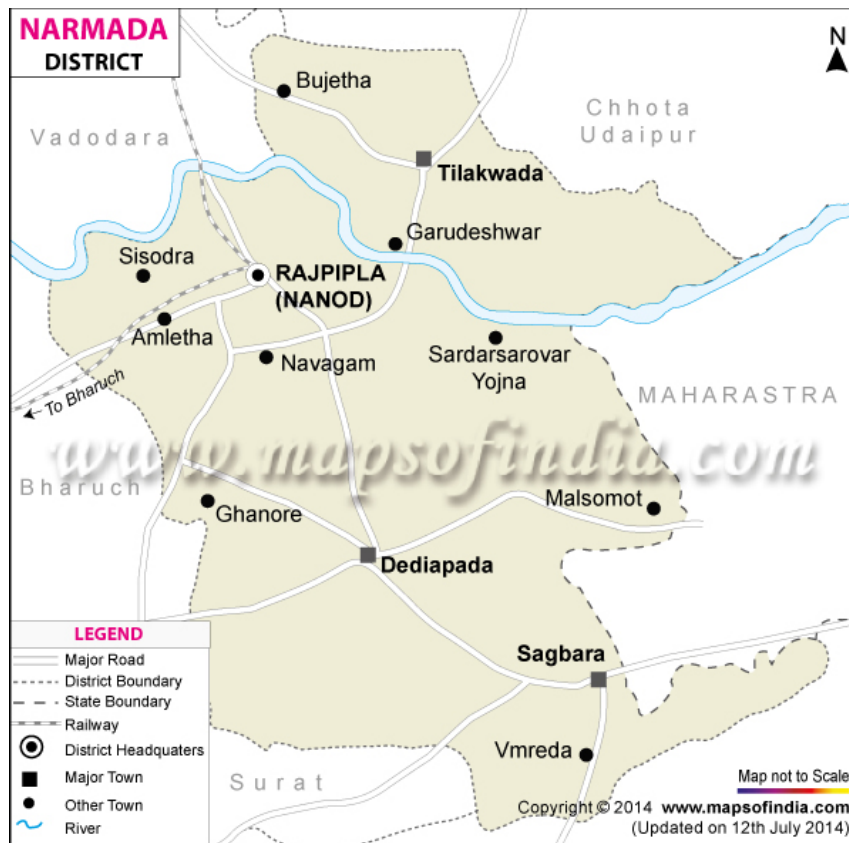 NARMADA
DISTRICT
N
Bujetha
Chhota
Udaipur
Vadodara
Tilakwada
Garudeshwar
Sisodra
RAJPIPLA
(NANOD)
Amletha
Navagam
Sardarsarovar
Yojna
To Bharuch
MAHARASTRA
www.mapsofindia.com
Bharuch
Ghanore
Malsomot
Dediapada
Sagbara
Vmreda
Surat
LEGEND
Major Road
District Boundary
State Boundary
Railway
District Headquaters
Major Town
Other Town
River
Map not to Scale
Copyright © 2014 www.mapsofindia.com
(Updated on 12th July 2014)